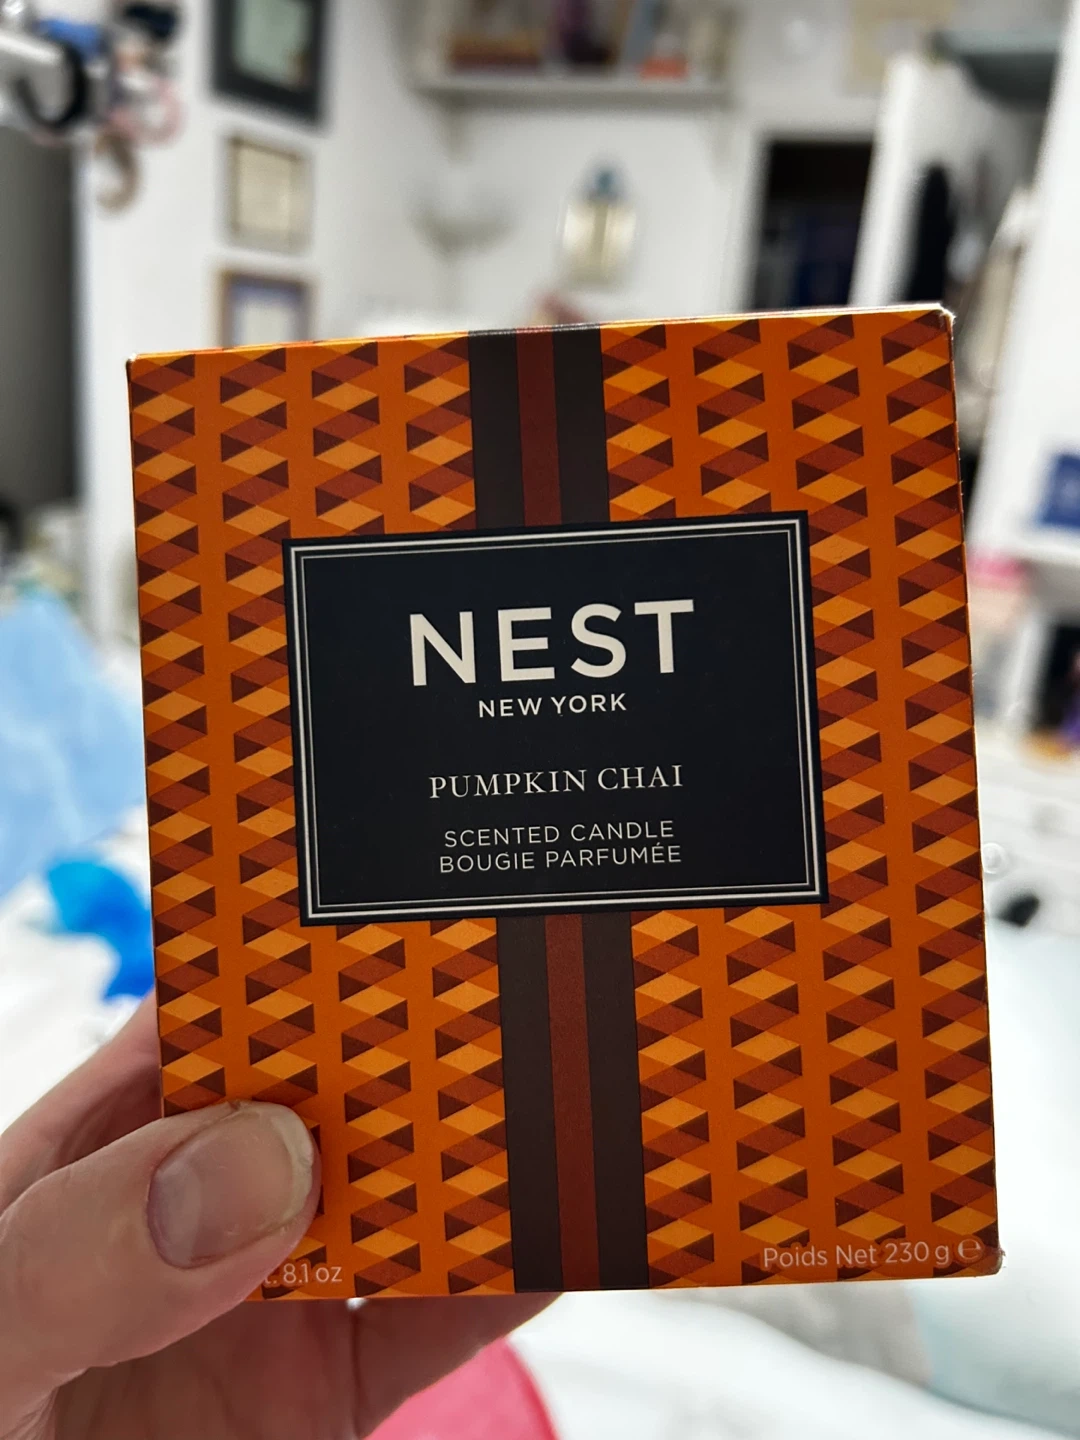 NEST
NEW YORK
PUMPKIN CHAI
SCENTED CANDLE
BOUGIE PARFUMÉE
8.1 oz
Poids Net 230 g ℮